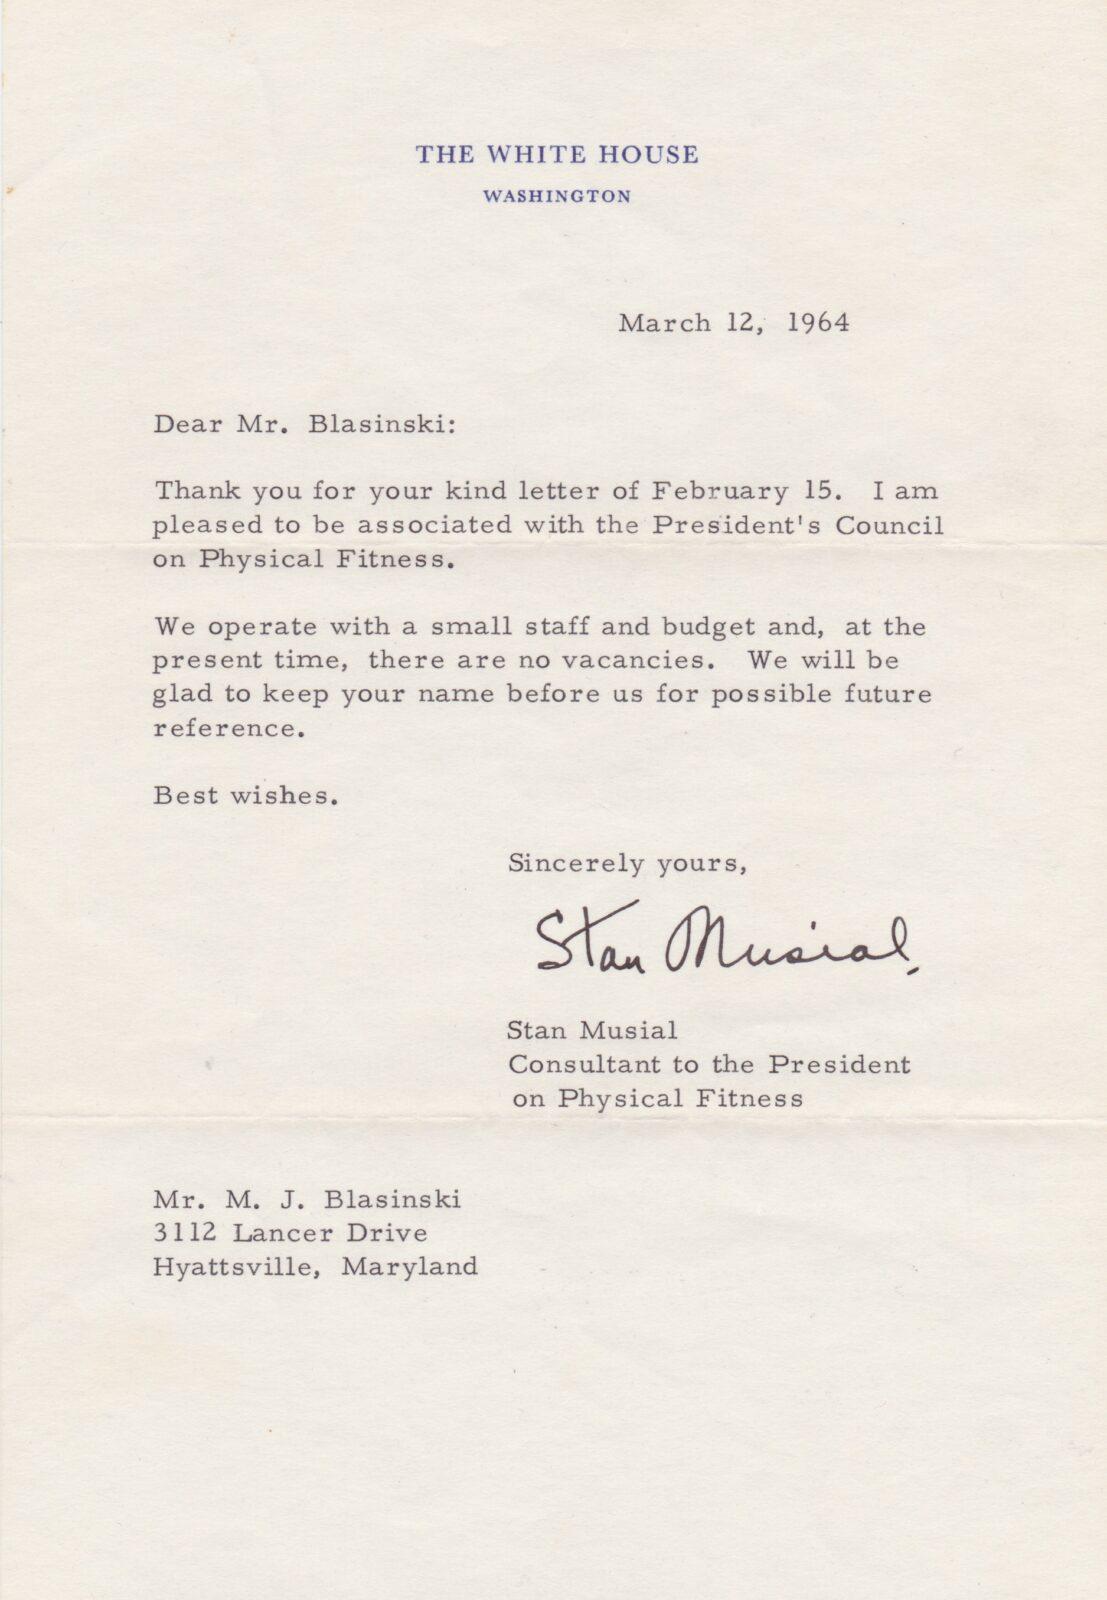 THE WHITE HOUSE
WASHINGTON
March 12, 1964
Dear Mr. Blasinski:
Thank you for your kind letter of February 15. I am
pleased to be associated with the President's Council
on Physical Fitness.
We operate with a small staff and budget and, at the
present time, there are no vacancies. We will be
glad to keep your name before us for possible future
reference.
Best wishes.
Sincerely yours,
Stan Musial
Stan Musial
Consultant to the President
on Physical Fitness
Mr. M. J. Blasinski
3112 Lancer Drive
Hyattsville, Maryland